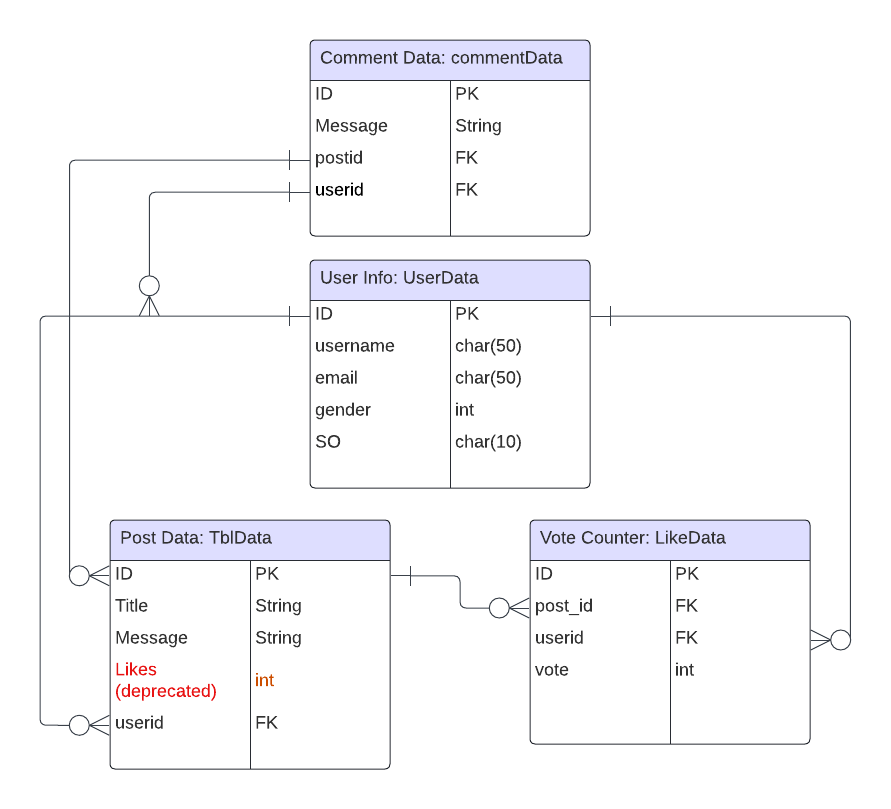 Comment Data: commentData
ID PK
Message String
postid FK
userid FK
User Info: UserData
ID PK
username char(50)
email char(50)
gender int
SO char(10)
Post Data: TblData
ID PK
Title String
Message String
Likes
(deprecated) int
userid FK
Vote Counter: LikeData
ID PK
post_id FK
userid FK
vote int